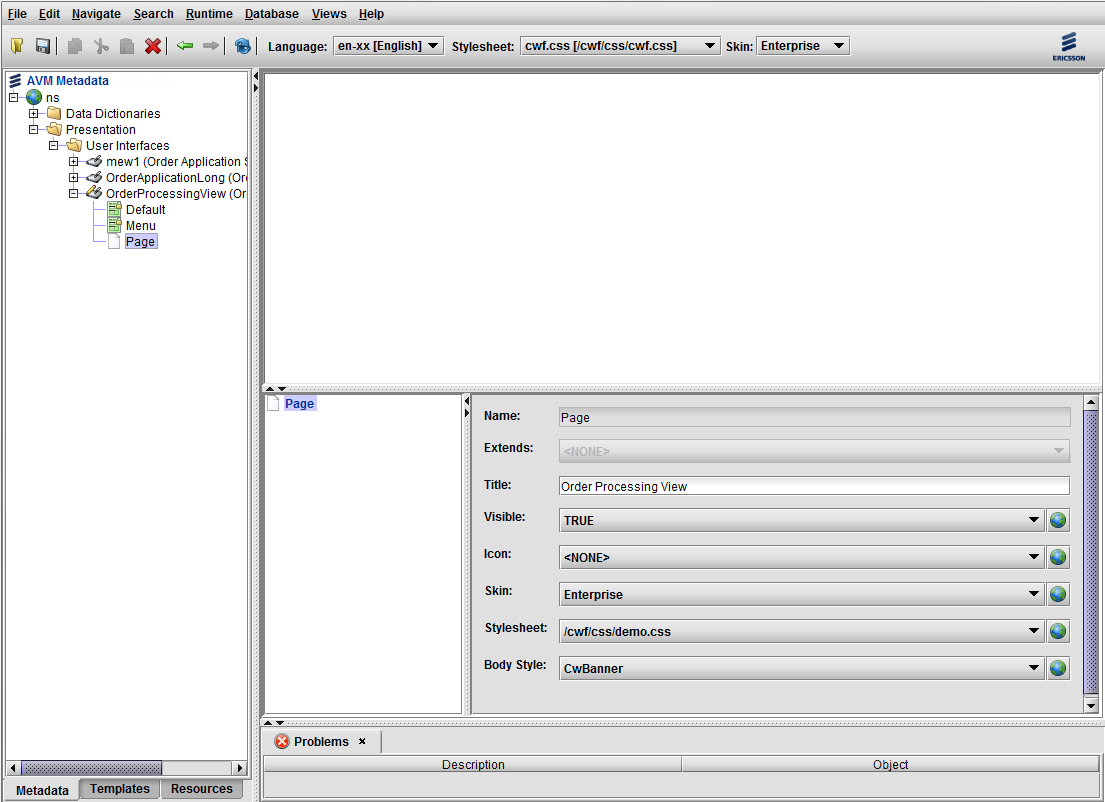 File Edit Navigate Search Runtime Database Views Help
Language: en-xx [English] Stylesheet: cwf.css [/cwf/css/cwf.css] Skin: Enterprise
ERICSSON
AVM Metadata
ns
Data Dictionaries
Presentation
User Interfaces
mew1 (Order Application S
OrderApplicationLong (Or
OrderProcessingView (Or
Default
Menu
Page
Page
Name: Page
Extends: <NONE>
Title: Order Processing View
Visible: TRUE
Icon: <NONE>
Skin: Enterprise
Stylesheet: /cwf/css/demo.css
Body Style: CwBanner
Problems
Description Object
Metadata Templates Resources